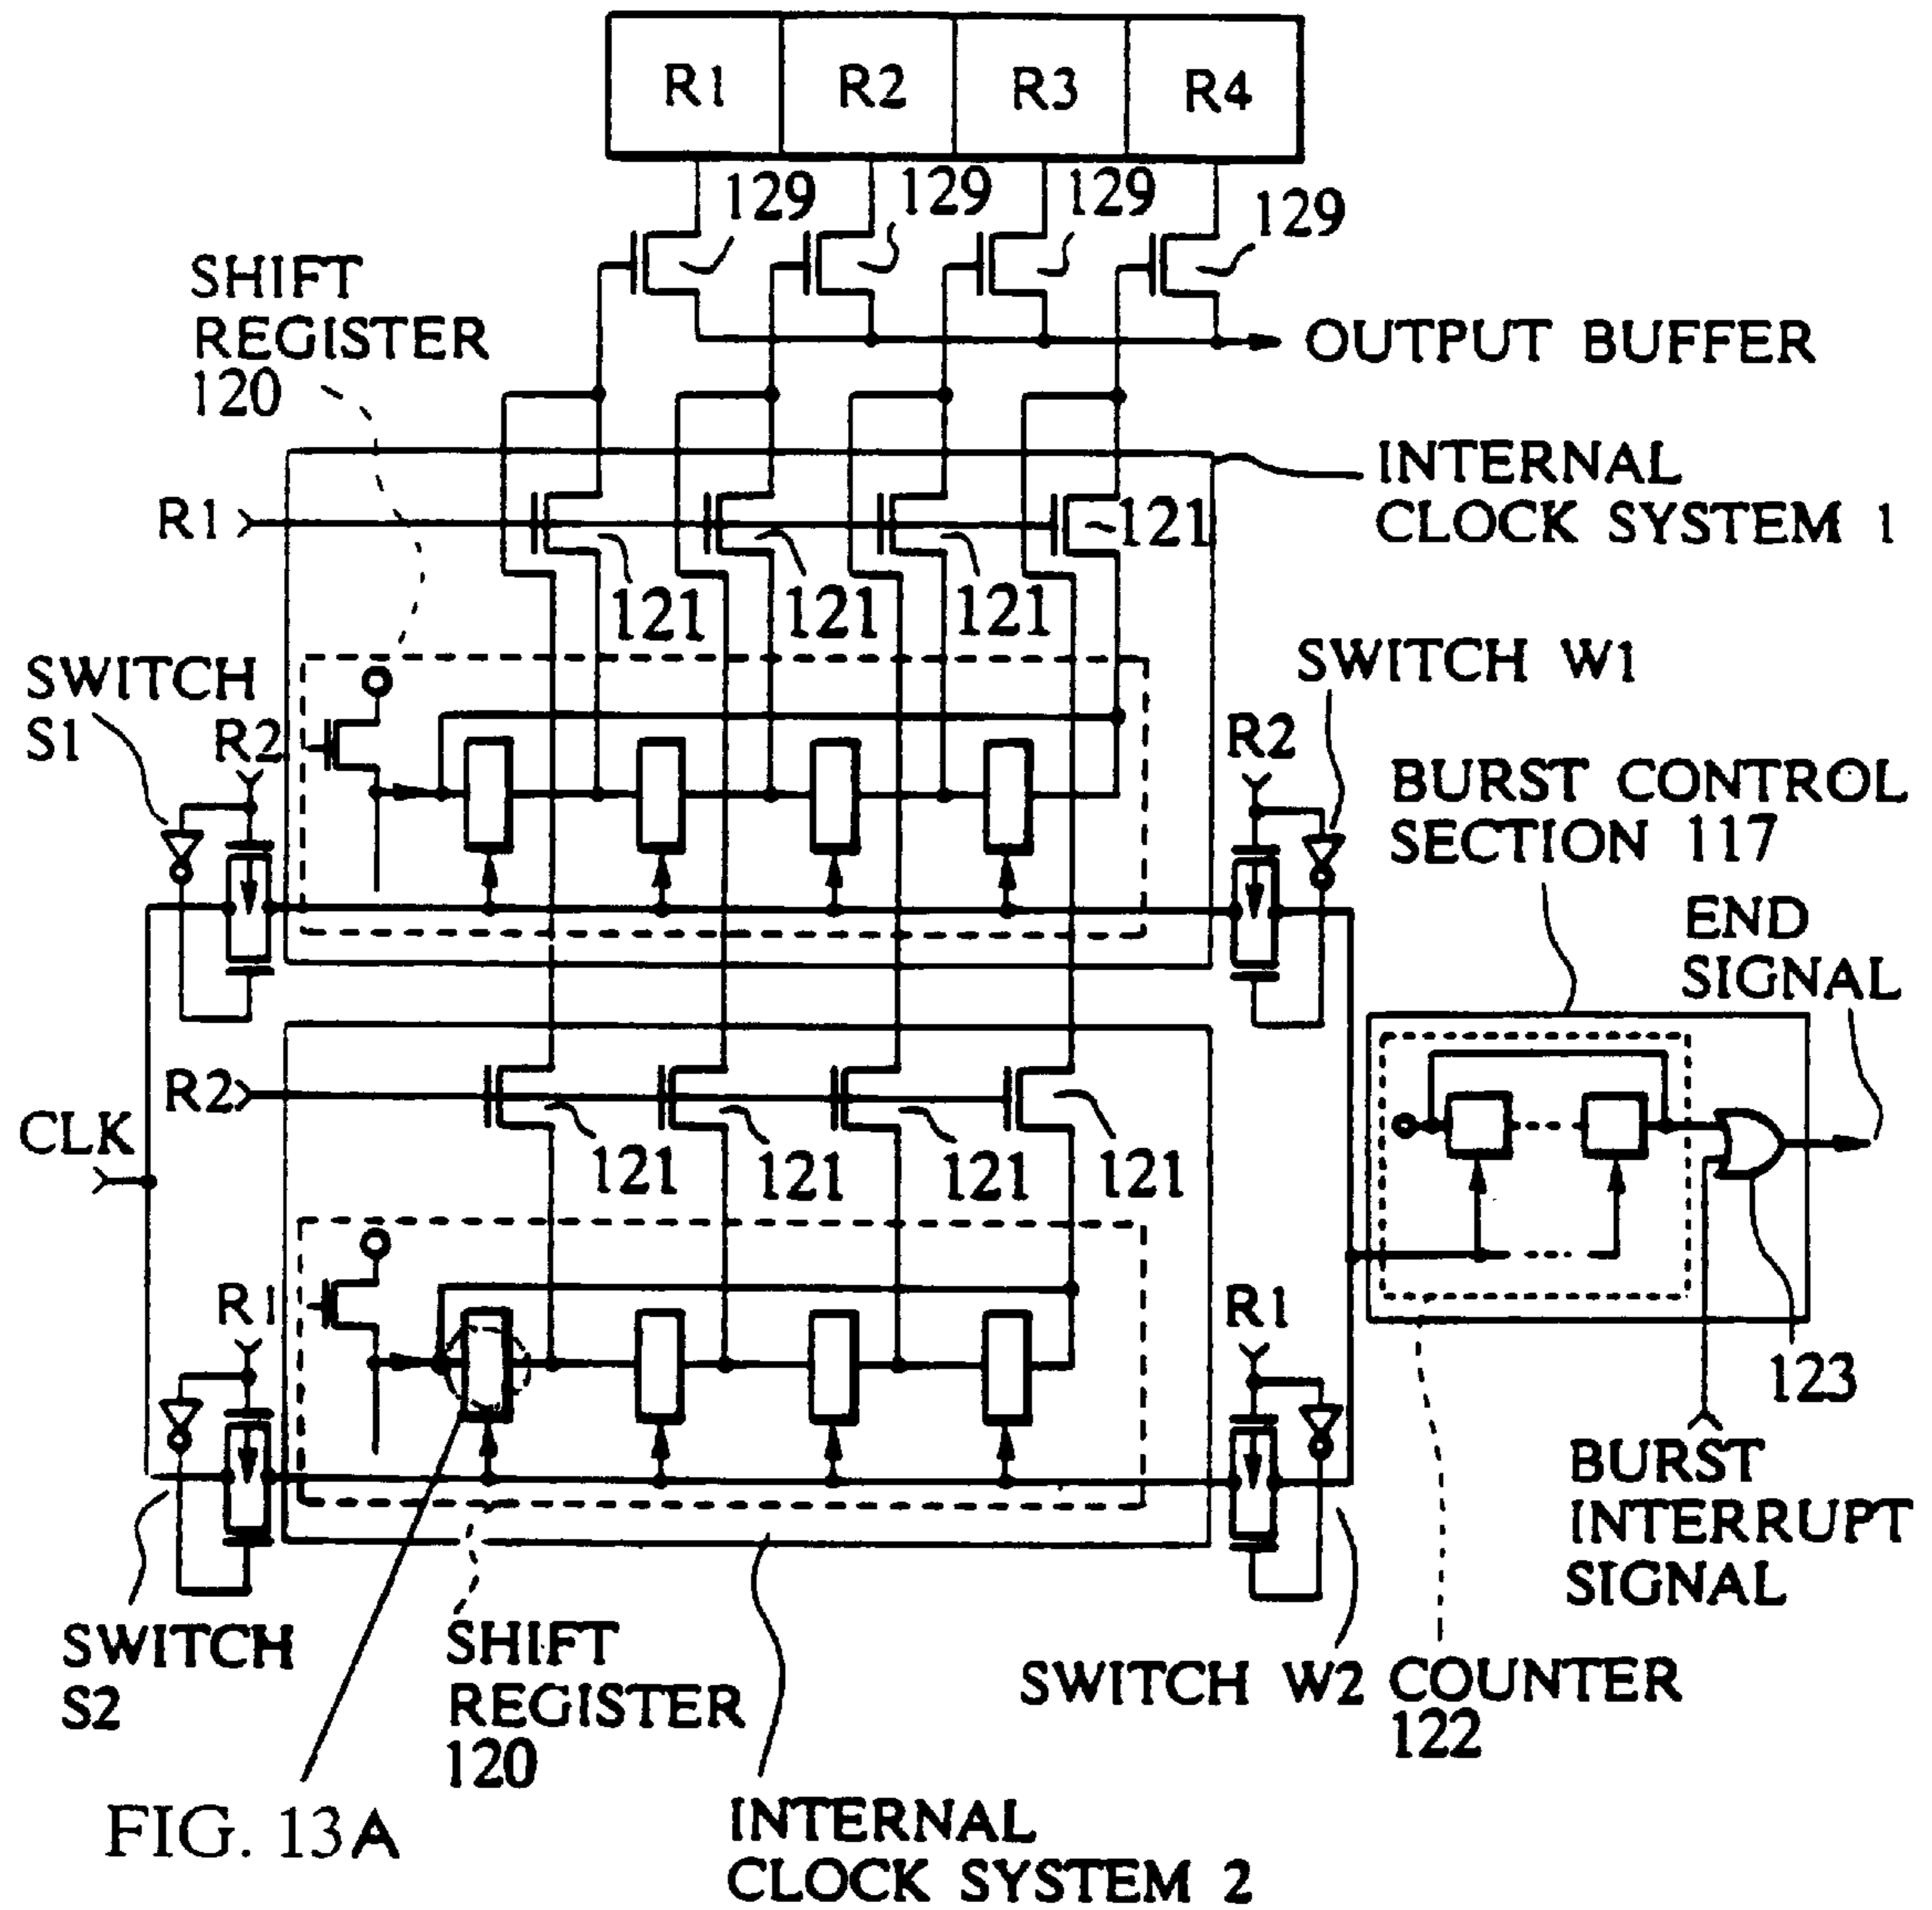 R1 R2 R3 R4
129 129 129 129
SHIFT
REGISTER
120
OUTPUT BUFFER
INTERNAL
CLOCK SYSTEM 1
R1
121
121 121 121
SWITCH
S1
R2
SWITCH W1
R2
BURST CONTROL
SECTION 117
END
SIGNAL
R2
CLK
121 121 121 121
R1
R1
123
BURST
INTERRUPT
SIGNAL
SWITCH
S2
SHIFT
REGISTER
120
SWITCH W2
COUNTER
122
FIG. 13A
INTERNAL
CLOCK SYSTEM 2